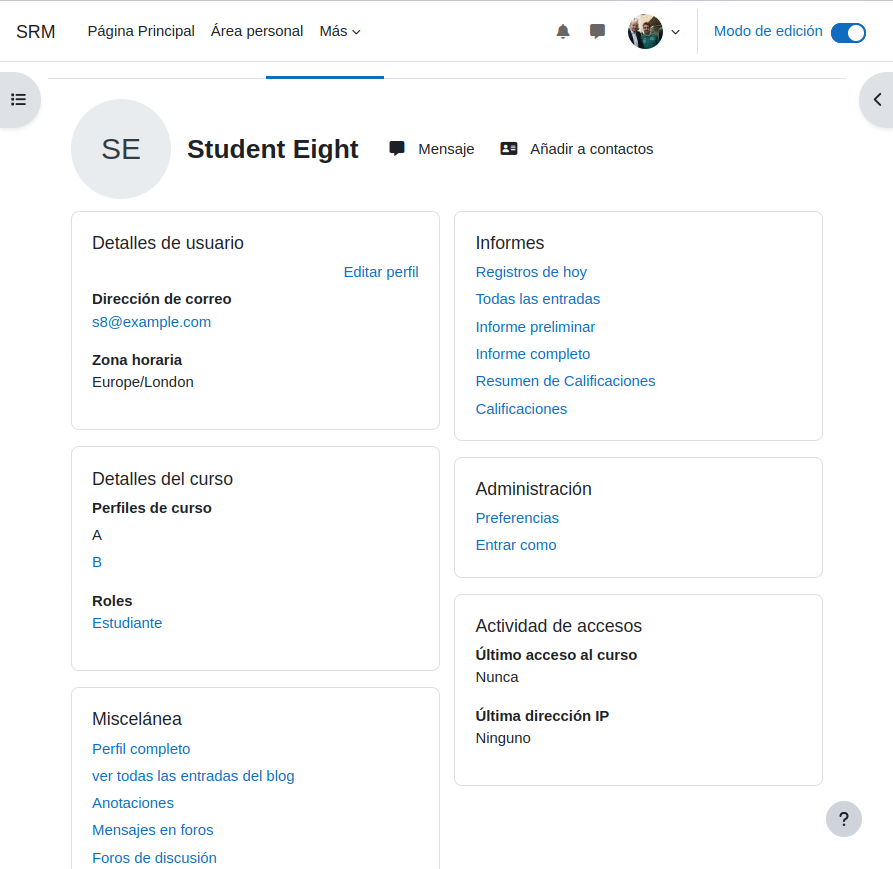 SRM
Página Principal
Área personal
Más
Modo de edición
SE
Student Eight
Mensaje
Añadir a contactos
Detalles de usuario
Editar perfil
Dirección de correo
s8@example.com
Zona horaria
Europe/London
Detalles del curso
Perfiles de curso
A
B
Roles
Estudiante
Miscelánea
Perfil completo
ver todas las entradas del blog
Anotaciones
Mensajes en foros
Foros de discusión
Informes
Registros de hoy
Todas las entradas
Informe preliminar
Informe completo
Resumen de Calificaciones
Calificaciones
Administración
Preferencias
Entrar como
Actividad de accesos
Último acceso al curso
Nunca
Última dirección IP
Ninguno
?